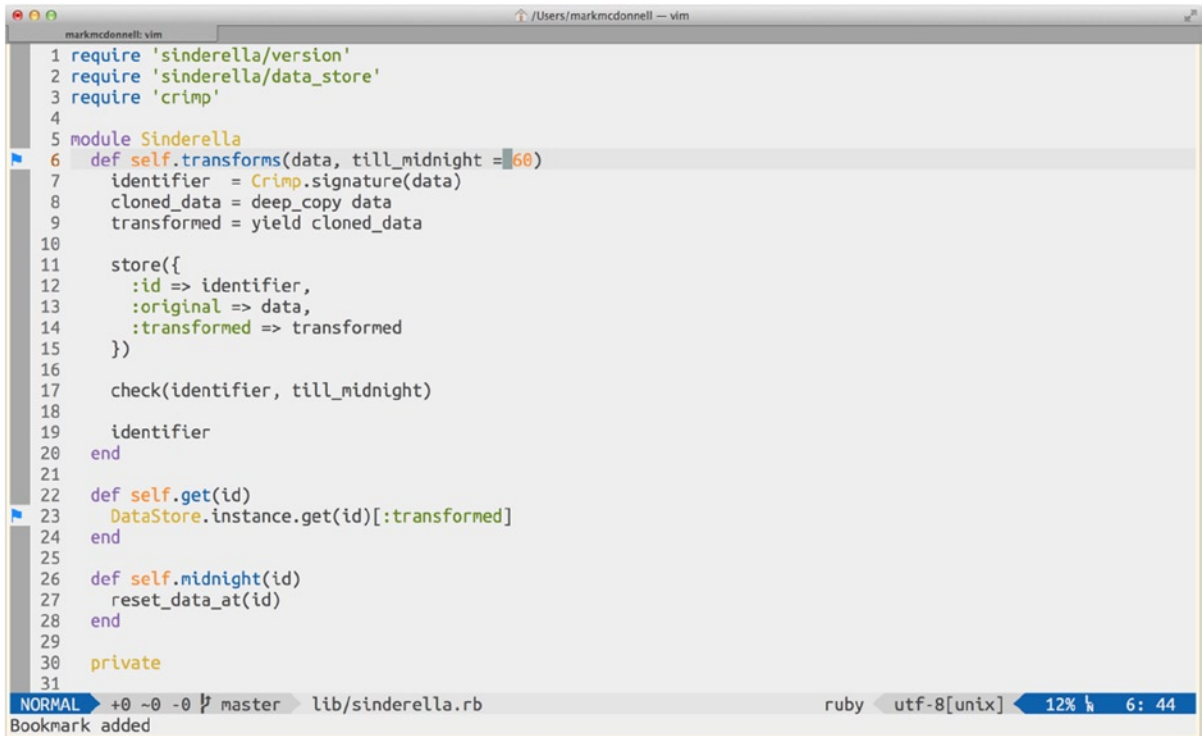 /Users/markmcdonnell — vim
markmcdonnell: vim
1 require 'sinderella/version'
2 require 'sinderella/data_store'
3 require 'crimp'
4
5 module Sinderella
6   def self.transforms(data, till_midnight = 60)
7     identifier  = Crimp.signature(data)
8     cloned_data = deep_copy data
9     transformed = yield cloned_data
10
11     store({
12       :id => identifier,
13       :original => data,
14       :transformed => transformed
15     })
16
17     check(identifier, till_midnight)
18
19     identifier
20   end
21
22   def self.get(id)
23     DataStore.instance.get(id)[:transformed]
24   end
25
26   def self.midnight(id)
27     reset_data_at(id)
28   end
29
30   private
31
NORMAL +0 ~0 -0 master lib/sinderella.rb ruby utf-8[unix] 12% 6: 44
Bookmark added